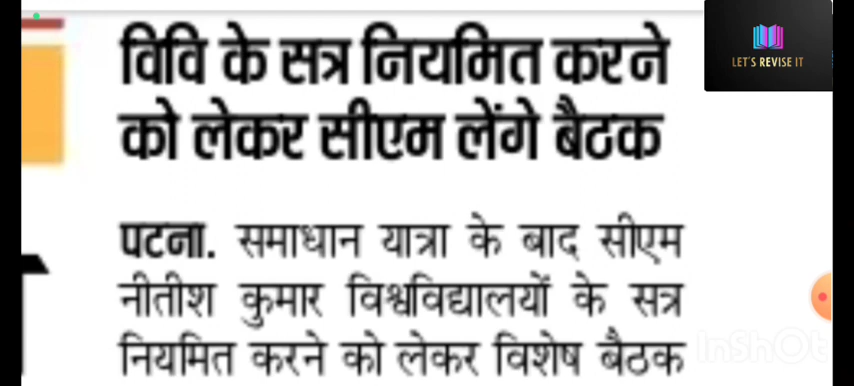 विवि के सत्र नियमित करने
को लेकर सीएम लेंगे बैठक
LET'S REVISE IT
पटना. समाधान यात्रा के बाद सीएम
नीतीश कुमार विश्वविद्यालयों के सत्र
नियमित करने को लेकर विशेष बैठक
InShOt